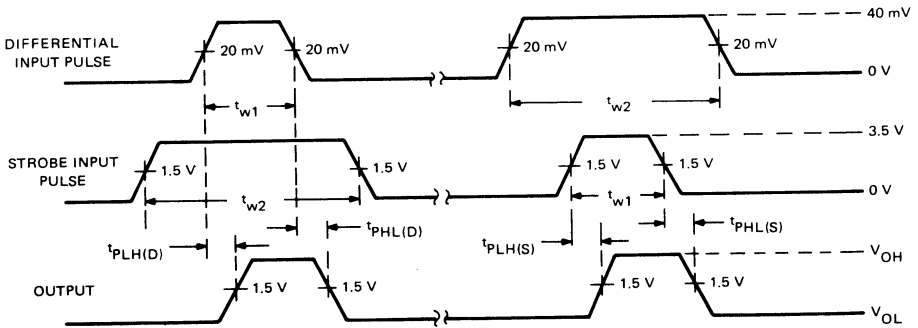 40 mV
DIFFERENTIAL
INPUT PULSE
20 mV
20 mV
20 mV
20 mV
0 V
tw1
tw2
3.5 V
STROBE INPUT
PULSE
1.5 V
1.5 V
1.5 V
1.5 V
0 V
tw2
tw1
tPLH(D)
tPHL(D)
tPLH(S)
tPHL(S)
VOH
OUTPUT
1.5 V
1.5 V
1.5 V
1.5 V
VOL